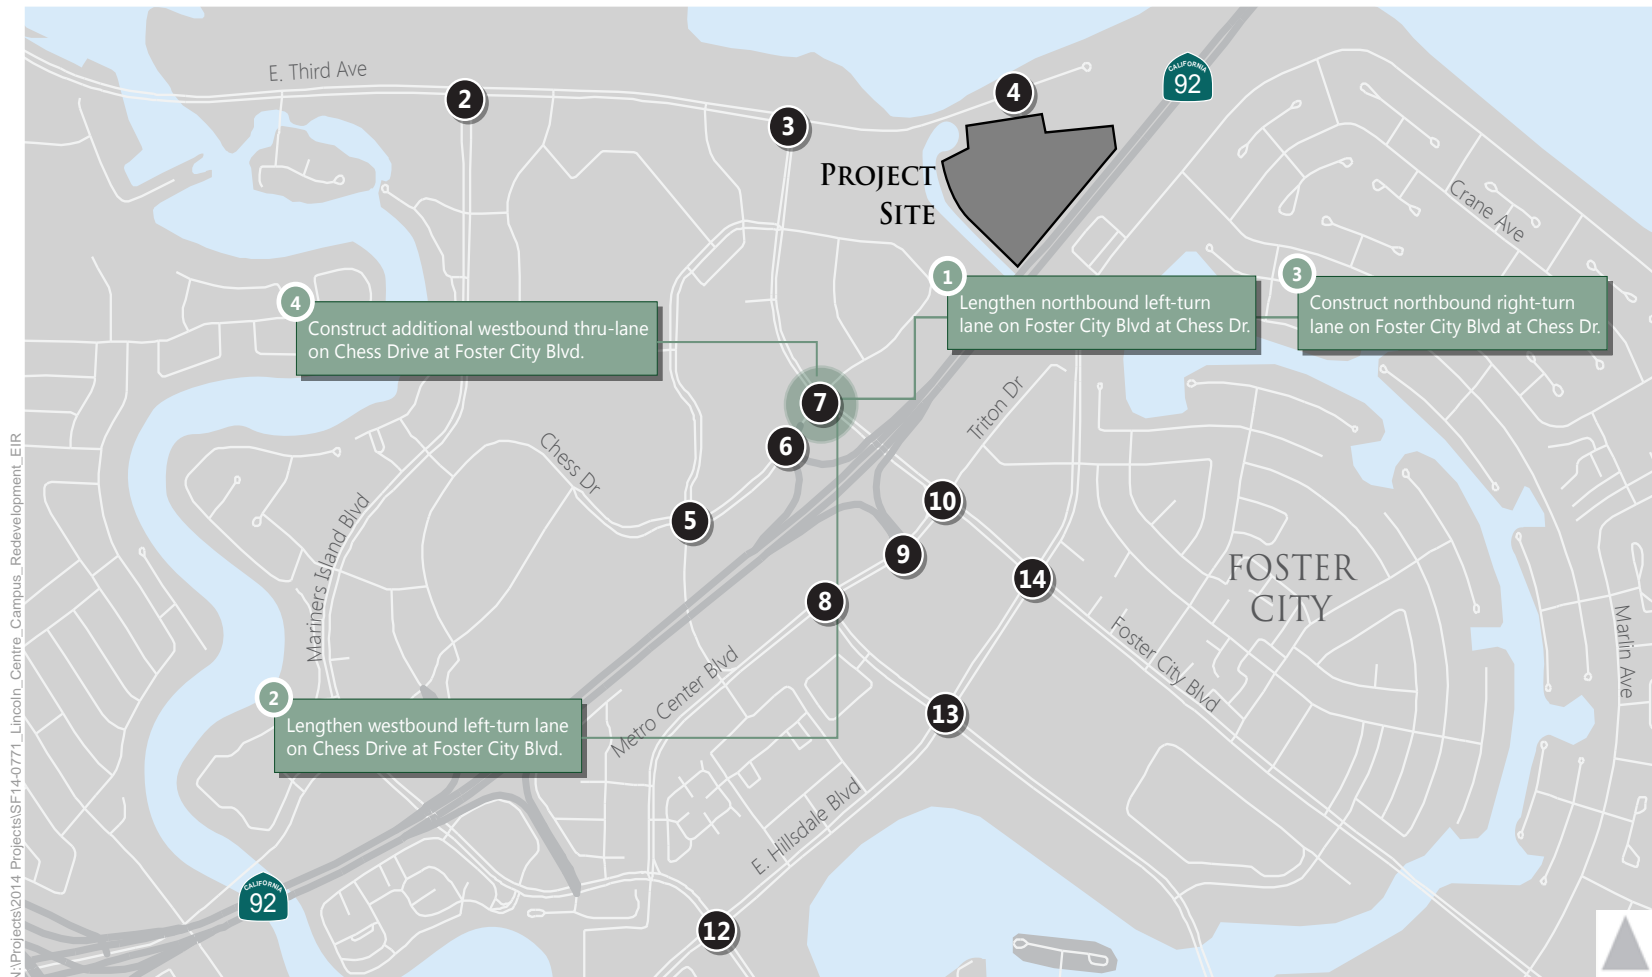 E. Third Ave
2
3
4
CALIFORNIA
92
PROJECT
SITE
Crane Ave
1
Lengthen northbound left-turn
lane on Foster City Blvd at Chess Dr.
3
Construct northbound right-turn
lane on Foster City Blvd at Chess Dr.
4
Construct additional westbound thru-lane
on Chess Drive at Foster City Blvd.
7
6
Triton Dr
Chess Dr
5
10
9
14
8
FOSTER
CITY
Mariners Island Blvd
Marlin Ave
Foster City Blvd
Metro Center Blvd
2
Lengthen westbound left-turn lane
on Chess Drive at Foster City Blvd.
13
E. Hillsdale Blvd
CALIFORNIA
92
12
N:\Projects\2014 Projects\SF14-0771_Lincoln_Centre_Campus_Redevelopment_EIR